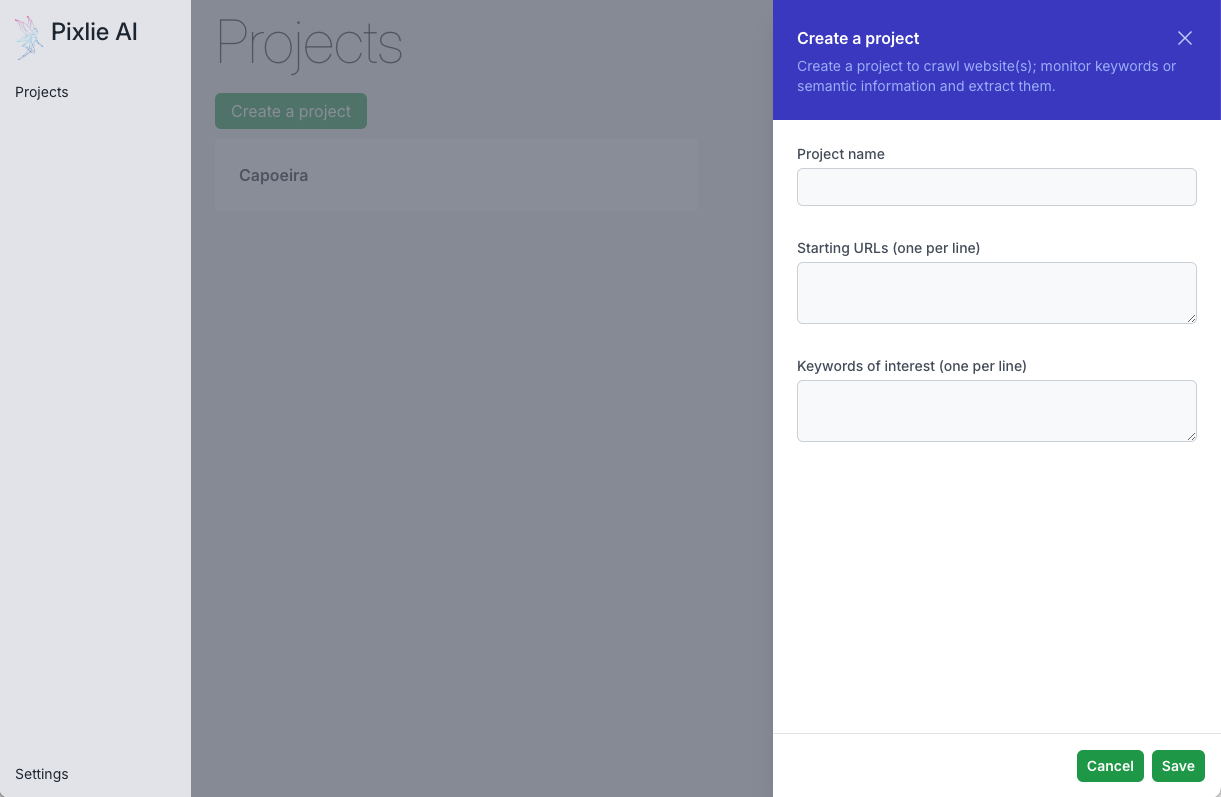 Pixlie AI
Projects
Settings
Projects
Create a project
Capoeira
Create a project
Create a project to crawl website(s); monitor keywords or
semantic information and extract them.
Project name
Starting URLs (one per line)
Keywords of interest (one per line)
Cancel
Save